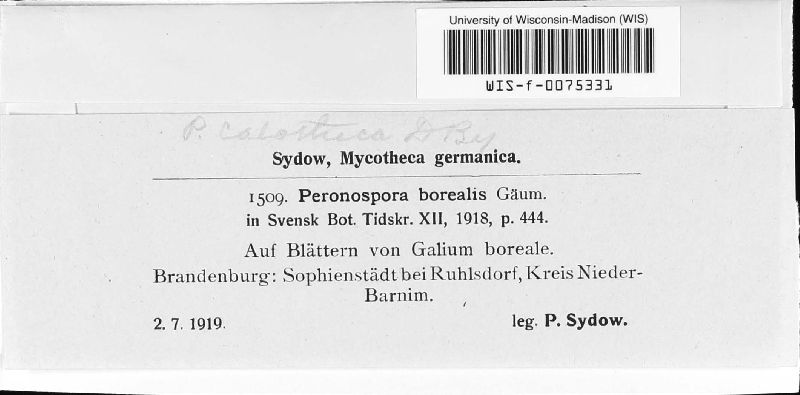 University of Wisconsin-Madison (WIS)
WIS-f-0075331
P. calotheca D By
Sydow, Mycotheca germanica.
1509. Peronospora borealis Gäum.
in Svensk Bot. Tidskr. XII, 1918, p. 444.
Auf Blättern von Galium boreale.
Brandenburg: Sophienstädt bei Ruhlsdorf, Kreis Nieder-
Barnim.
2. 7. 1919. leg. P. Sydow.